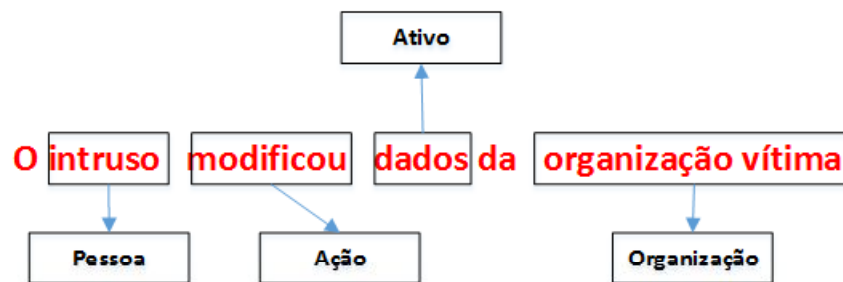 Ativo
O intruso modificou dados da organização vítima
Pessoa
Ação
Organização